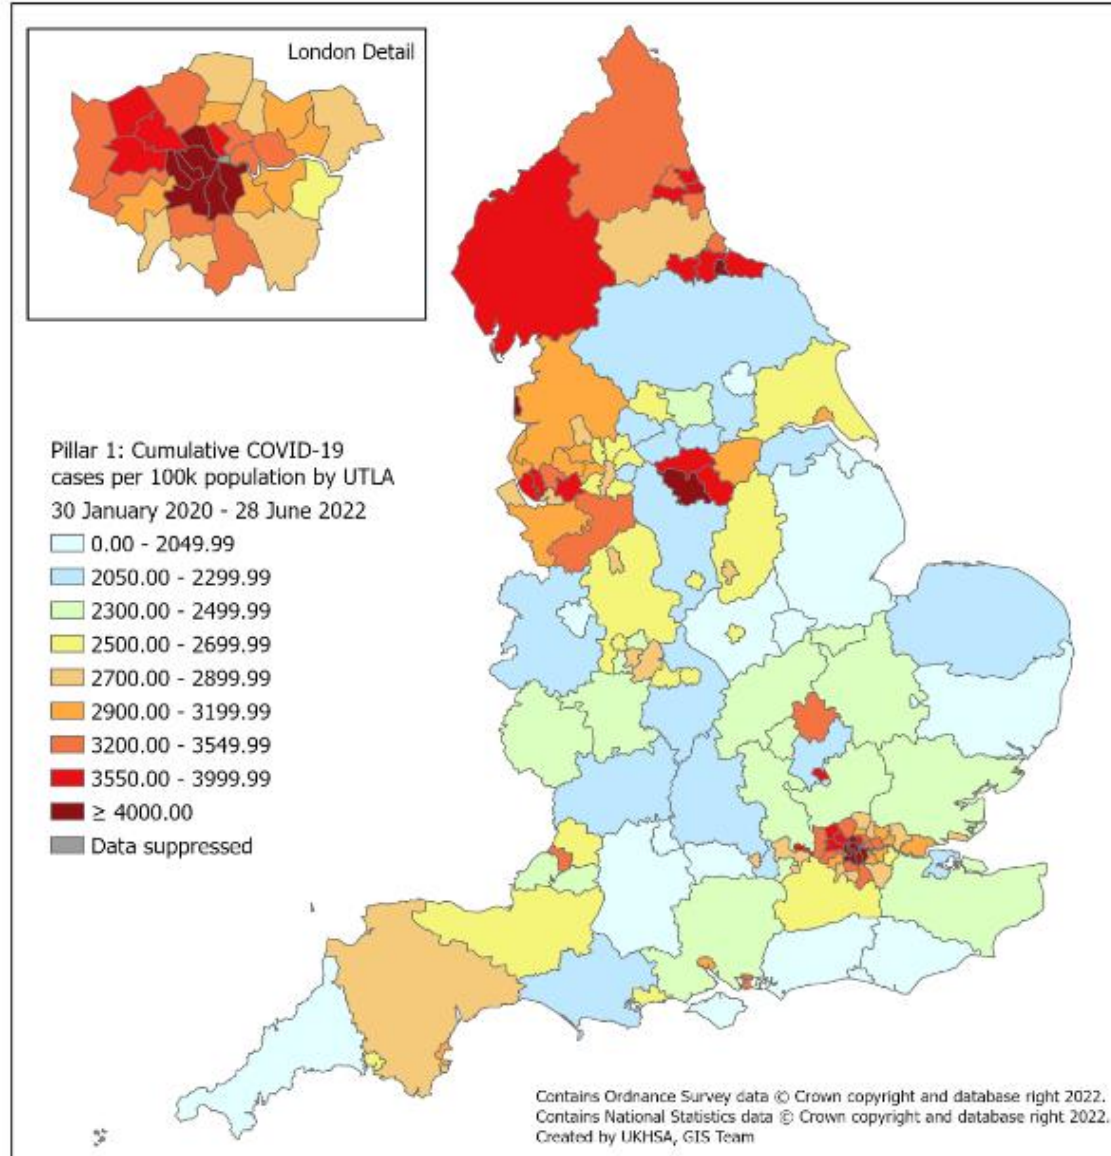 London Detail
Pillar 1: Cumulative COVID-19
cases per 100k population by UTLA
30 January 2020 - 28 June 2022
0.00 - 2049.99
2050.00 - 2299.99
2300.00 - 2499.99
2500.00 - 2699.99
2700.00 - 2899.99
2900.00 - 3199.99
3200.00 - 3549.99
3550.00 - 3999.99
≥ 4000.00
Data suppressed
Contains Ordnance Survey data © Crown copyright and database right 2022.
Contains National Statistics data © Crown copyright and database right 2022.
Created by UKHSA, GIS Team